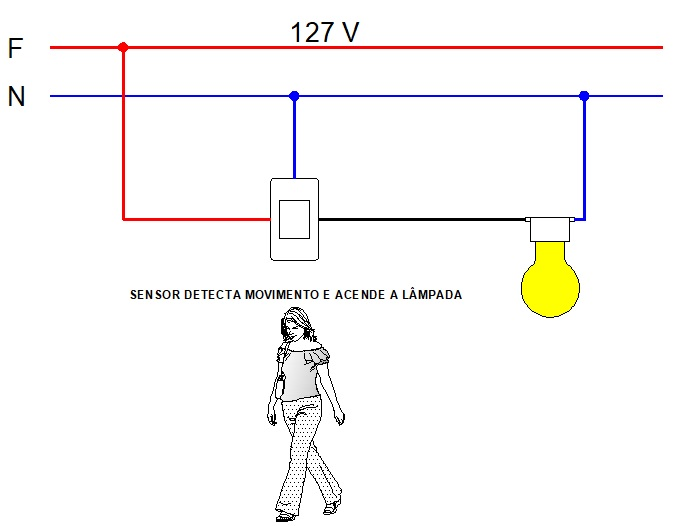 127 V
F
N
SENSOR DETECTA MOVIMENTO E ACENDE A LÂMPADA